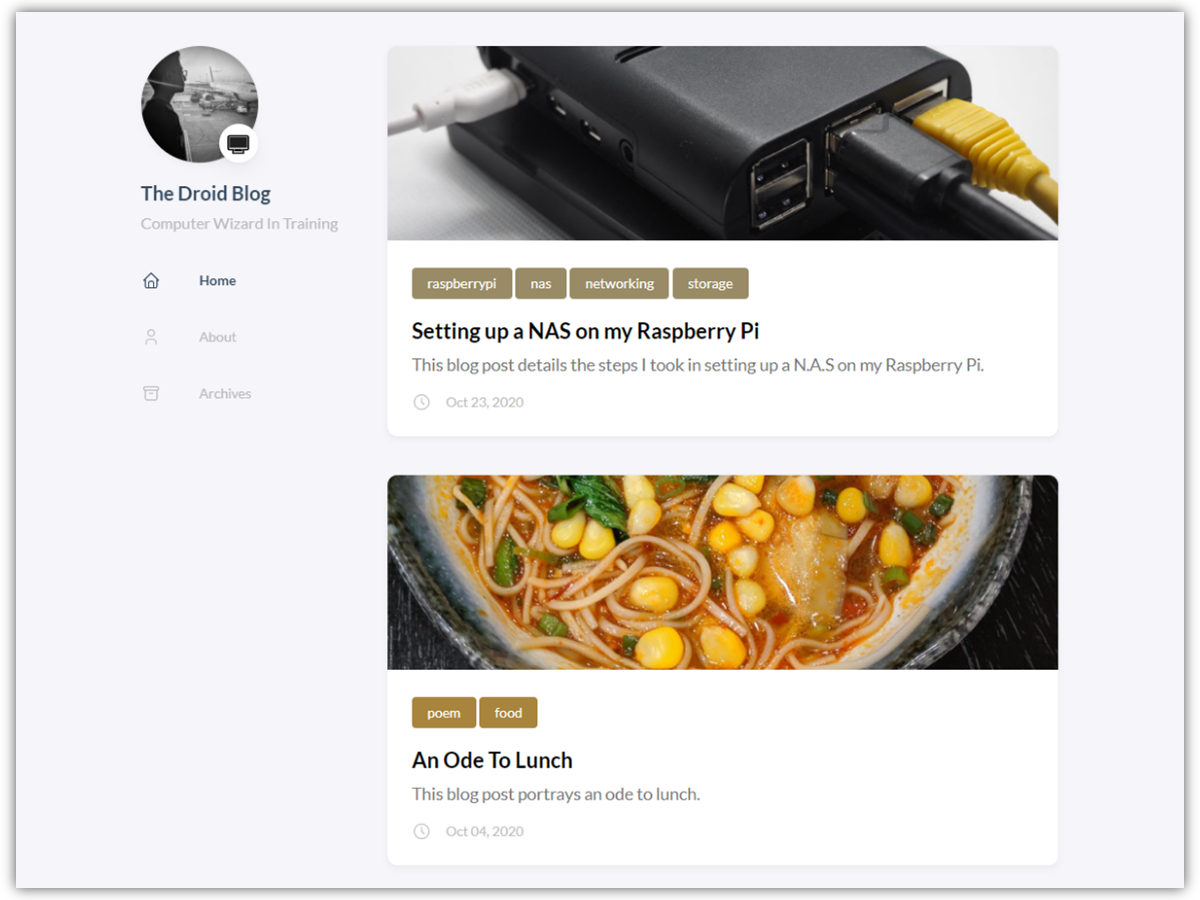 The Droid Blog
Computer Wizard In Training
Home
About
Archives
raspberrypi nas networking storage
Setting up a NAS on my Raspberry Pi
This blog post details the steps I took in setting up a N.A.S on my Raspberry Pi.
Oct 23, 2020
poem food
An Ode To Lunch
This blog post portrays an ode to lunch.
Oct 04, 2020